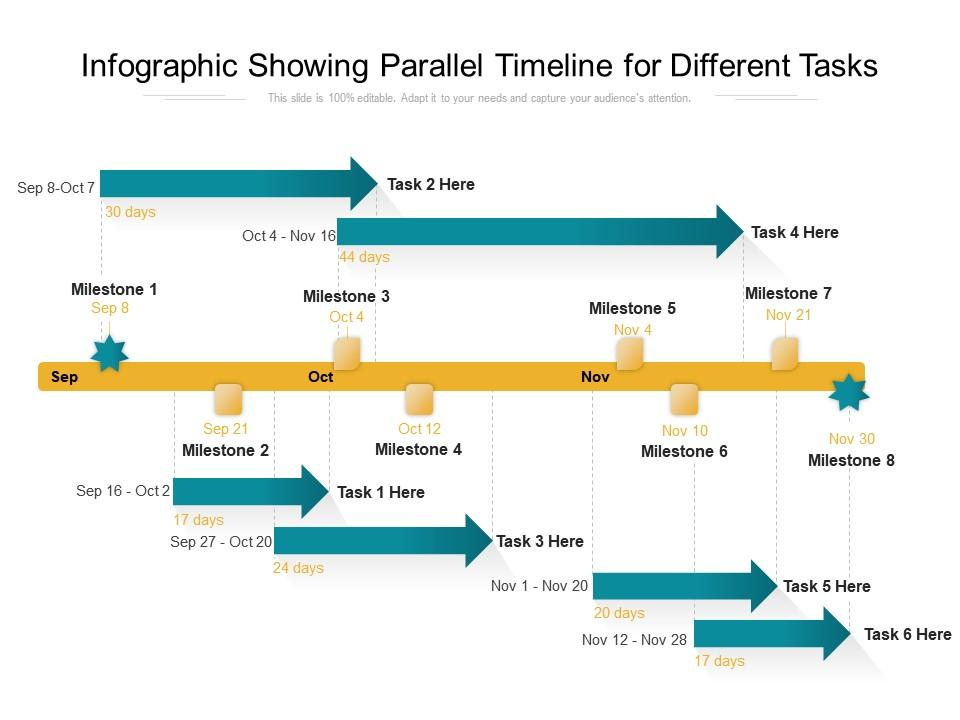 Infographic Showing Parallel Timeline for Different Tasks
This slide is 100% editable. Adapt it to your needs and capture your audience's attention.
Sep 8-Oct 7
Task 2 Here
30 days
Oct 4 - Nov 16
Task 4 Here
44 days
Milestone 1
Sep 8
Milestone 3
Oct 4
Milestone 5
Nov 4
Milestone 7
Nov 21
Sep
Oct
Nov
Sep 21
Milestone 2
Oct 12
Milestone 4
Nov 10
Milestone 6
Nov 30
Milestone 8
Sep 16 - Oct 2
Task 1 Here
17 days
Sep 27 - Oct 20
Task 3 Here
24 days
Nov 1 - Nov 20
Task 5 Here
20 days
Nov 12 - Nov 28
Task 6 Here
17 days